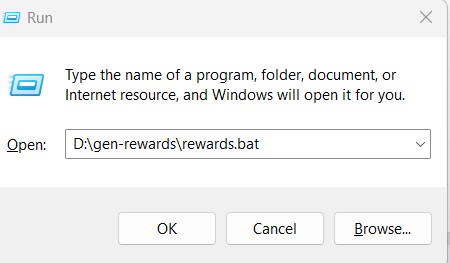 Run
Type the name of a program, folder, document, or
Internet resource, and Windows will open it for you.
Open: D:\gen-rewards\rewards.bat
OK Cancel Browse...